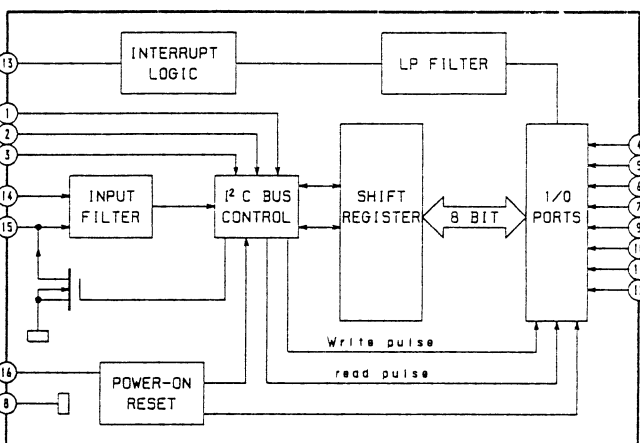 13
INTERRUPT
LOGIC
LP FILTER
1
2
3
14
15
INPUT
FILTER
I² C BUS
CONTROL
SHIFT
REGISTER
8 BIT
I/O
PORTS
4
5
6
7
9
Write pulse
read pulse
16
8
POWER-ON
RESET